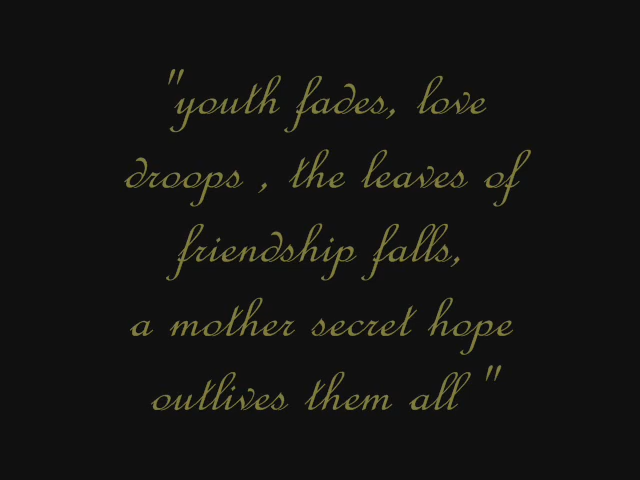 "youth fades, love
droops , the leaves of
friendship falls,
a mother secret hope
outlives them all "